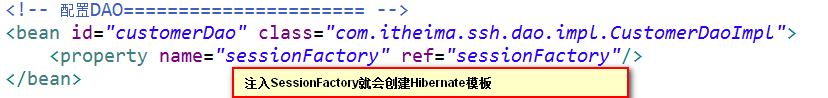 <!-- 配置DAO====================== -->
<bean id="customerDao" class="com.itheima.ssh.dao.impl.CustomerDaoImpl">
<property name="sessionFactory" ref="sessionFactory"/>
</bean>
注入SessionFactory就会创建Hibernate模板